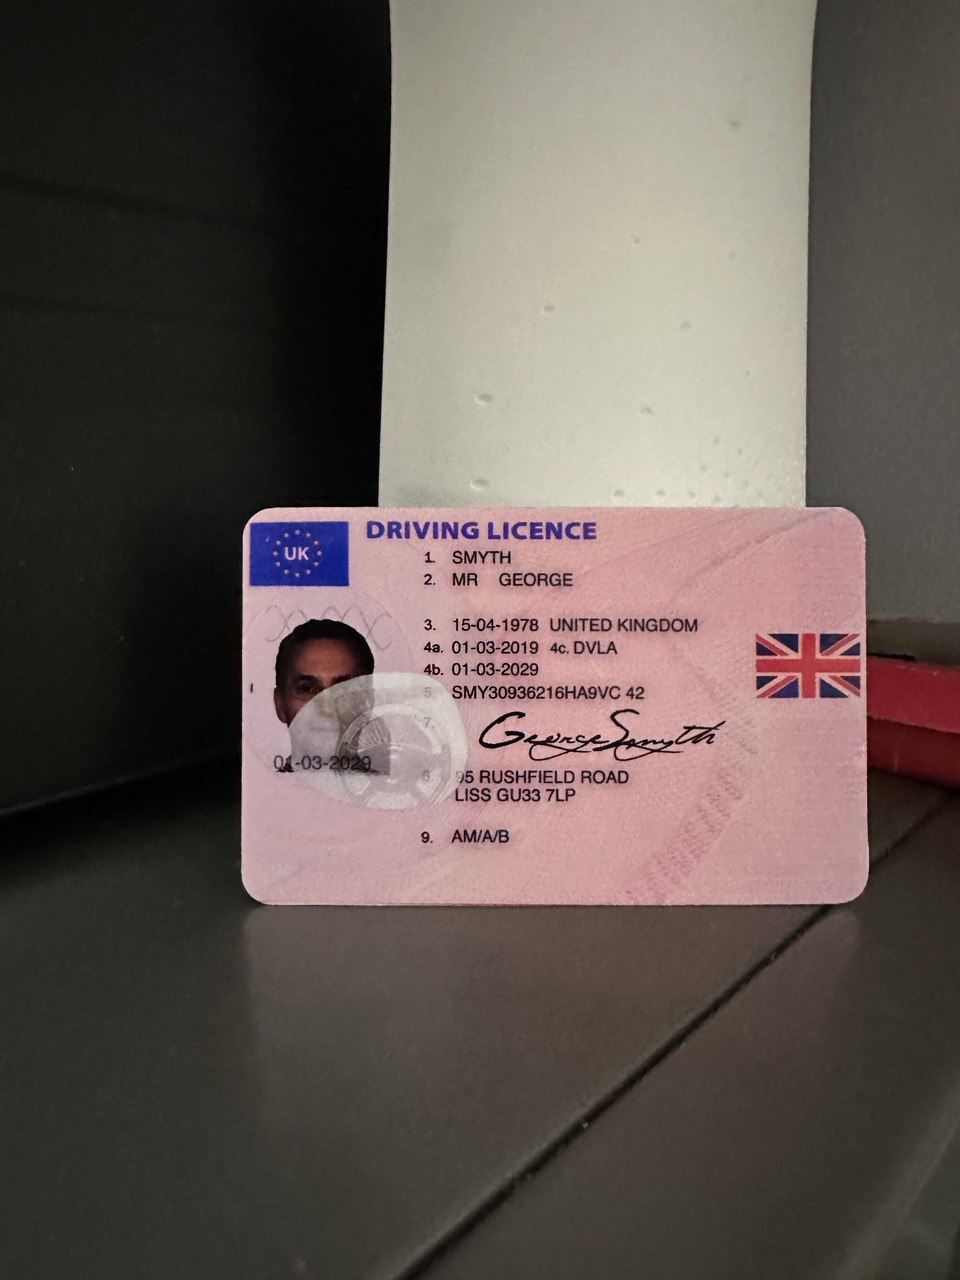 UK
DRIVING LICENCE
1. SMYTH
2. MR GEORGE
3. 15-04-1978 UNITED KINGDOM
4a. 01-03-2019 4c. DVLA
4b. 01-03-2029
5. SMY30936216HA9VC 42
7. George Smyth
01-03-2029
8. 95 RUSHFIELD ROAD
LISS GU33 7LP
9. AM/A/B